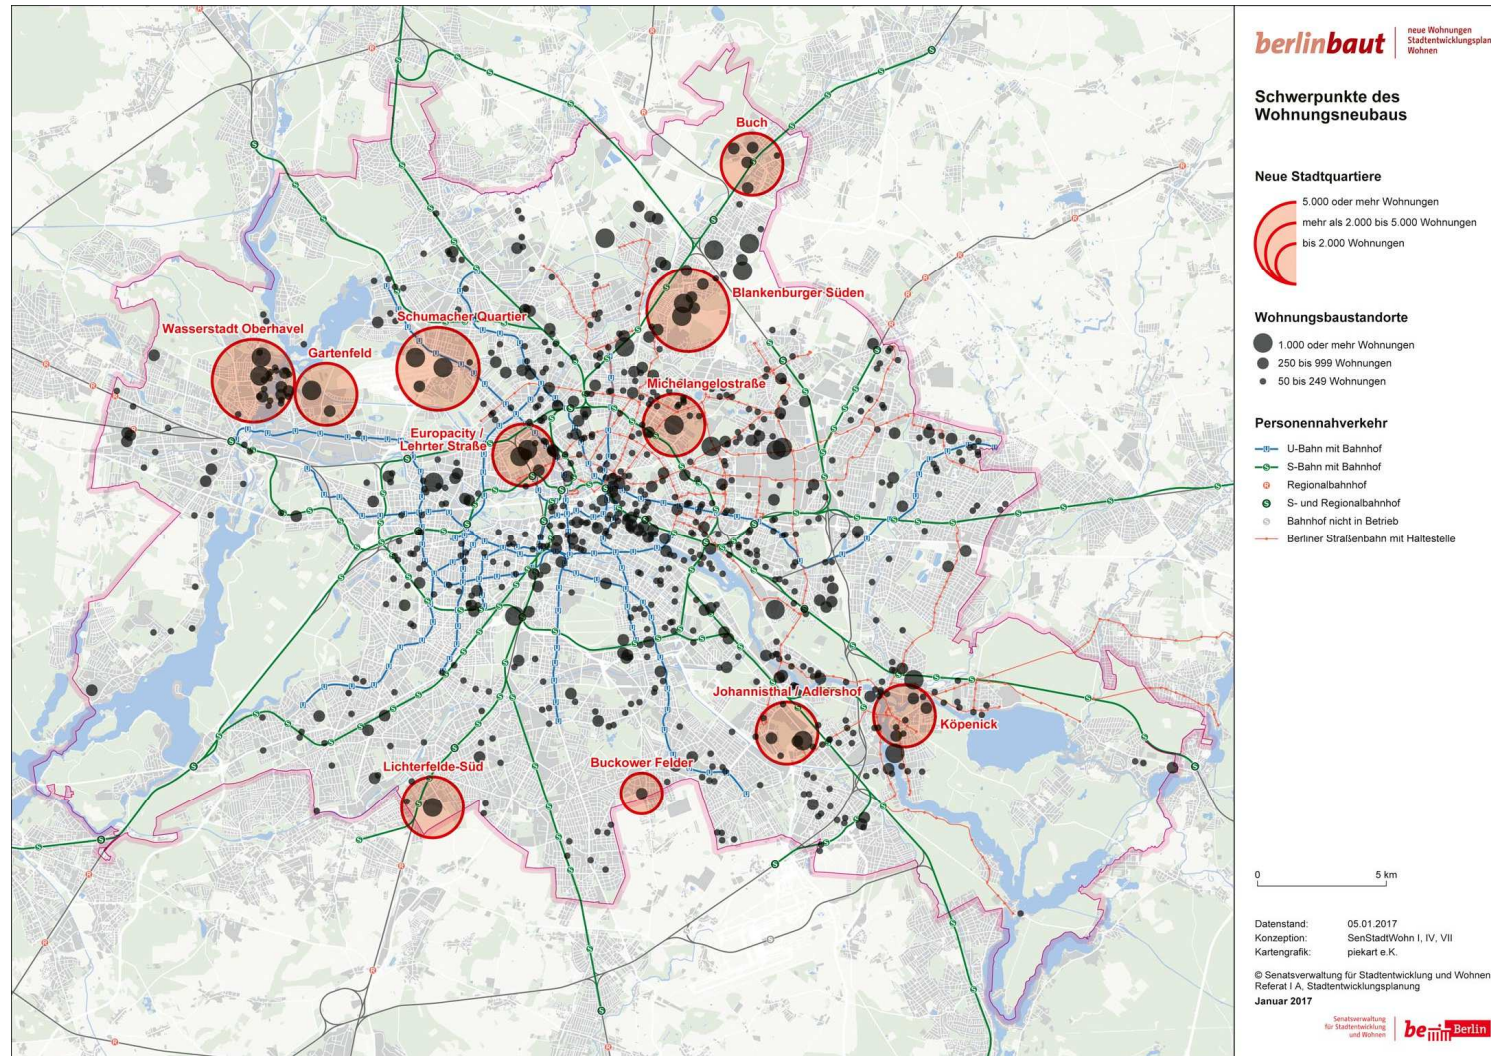 berlinbaut
neue Wohnungen
Stadtentwicklungsplan
Wohnen
Schwerpunkte des
Wohnungsneubaus
Neue Stadtquartiere
5.000 oder mehr Wohnungen
mehr als 2.000 bis 5.000 Wohnungen
bis 2.000 Wohnungen
Wohnungsbaustandorte
1.000 oder mehr Wohnungen
250 bis 999 Wohnungen
50 bis 249 Wohnungen
Personennahverkehr
U-Bahn mit Bahnhof
S-Bahn mit Bahnhof
Regionalbahnhof
S- und Regionalbahnhof
Bahnhof nicht in Betrieb
Berliner Straßenbahn mit Haltestelle
Buch
Blankenburger Süden
Schumacher Quartier
Wasserstadt Oberhavel
Gartenfeld
Michelangelostraße
Europacity /
Lehrter Straße
Johannisthal / Adlershof
Köpenick
Lichterfelde-Süd
Buckower Felder
0 5 km
Datenstand: 05.01.2017
Konzeption: SenStadtWohn I, IV, VII
Kartengrafik: piekart e.K.
© Senatsverwaltung für Stadtentwicklung und Wohnen
Referat I A, Stadtentwicklungsplanung
Januar 2017
Senatsverwaltung
für Stadtentwicklung
und Wohnen
be Berlin